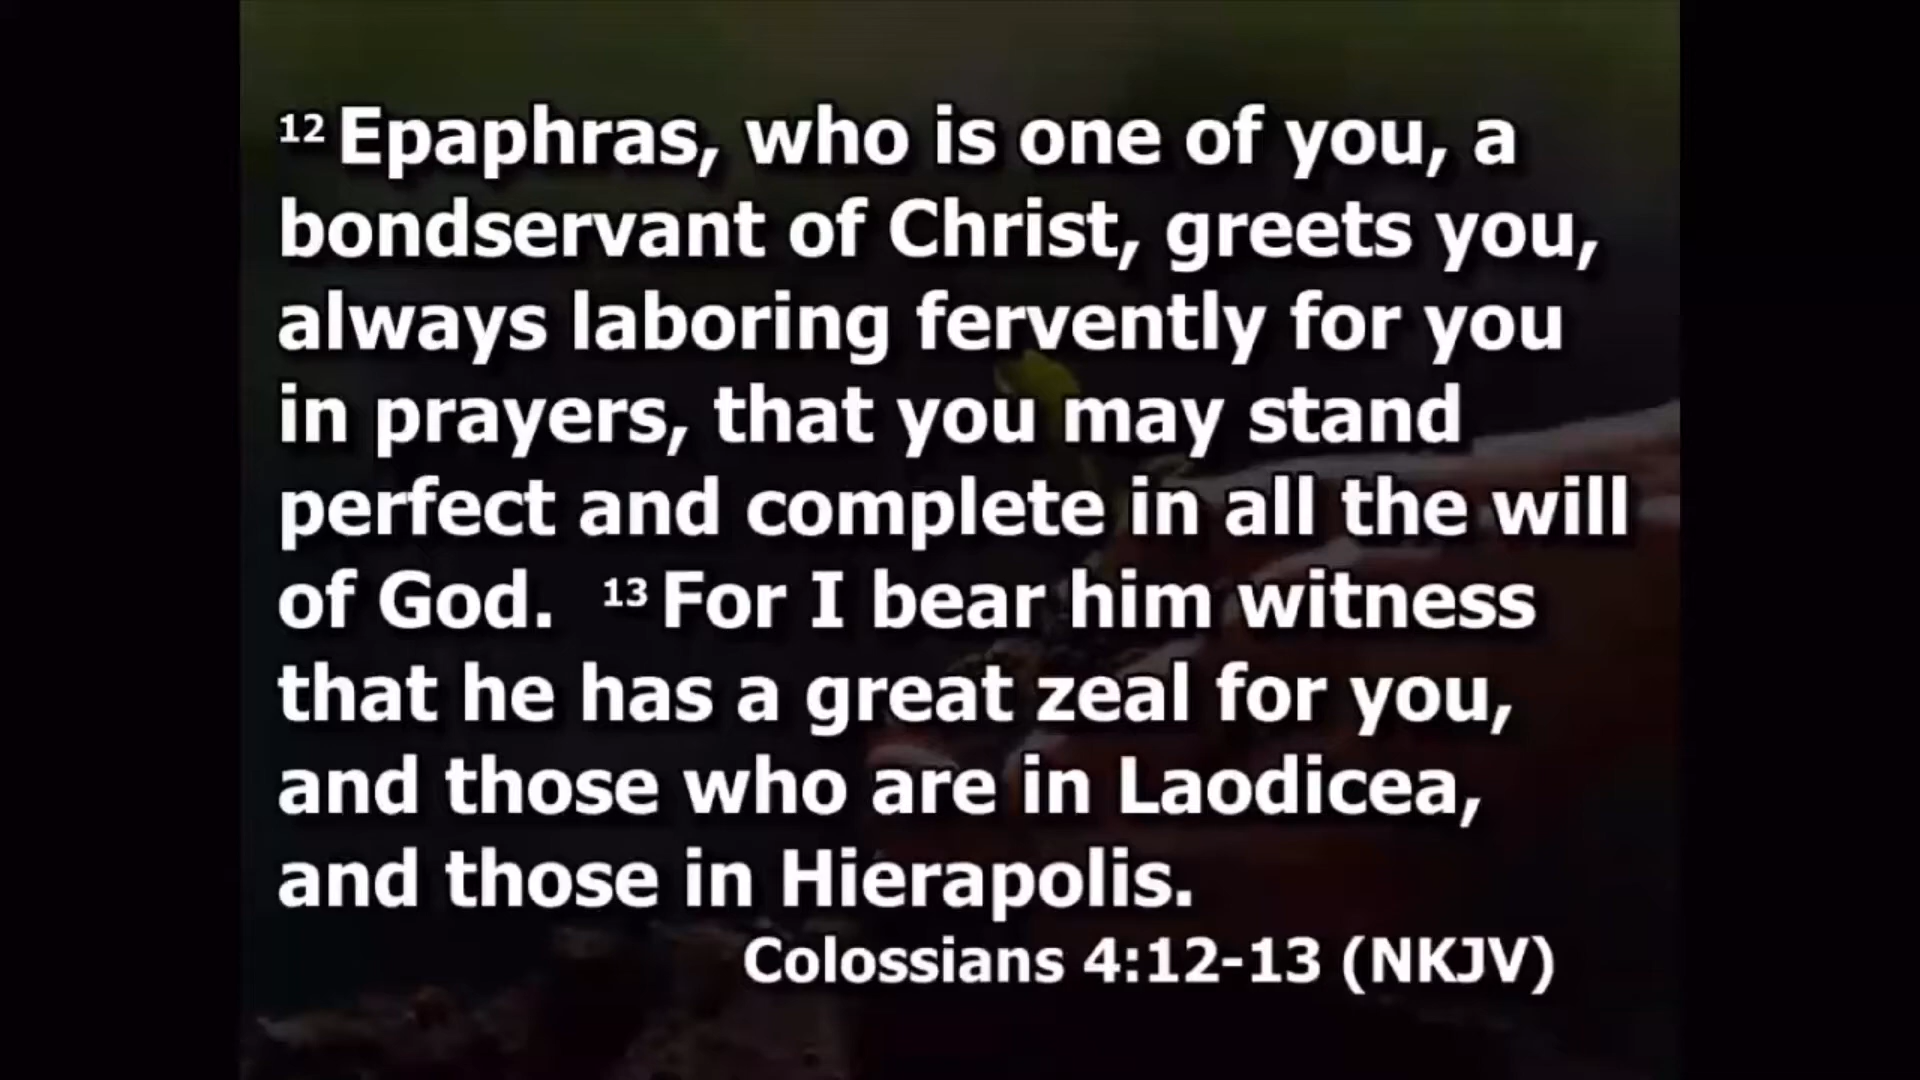 12 Epaphras, who is one of you, a
bondservant of Christ, greets you,
always laboring fervently for you
in prayers, that you may stand
perfect and complete in all the will
of God. 13 For I bear him witness
that he has a great zeal for you,
and those who are in Laodicea,
and those in Hierapolis.
Colossians 4:12-13 (NKJV)